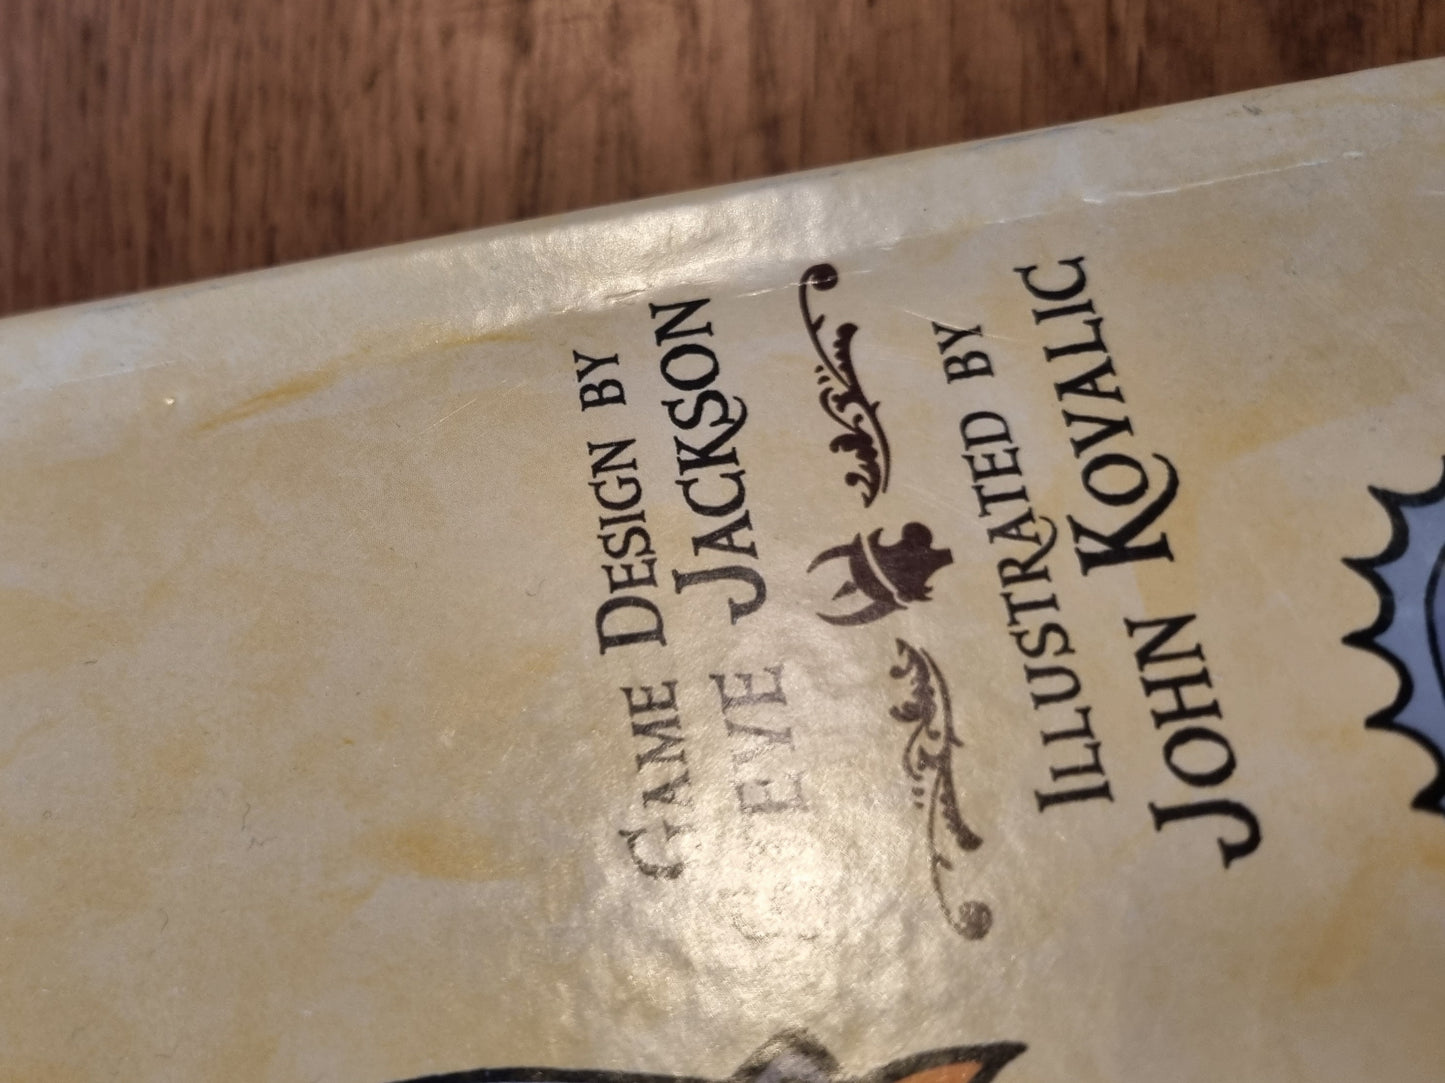 Game Design by
Steve Jackson
Illustrated by
John Kovalic